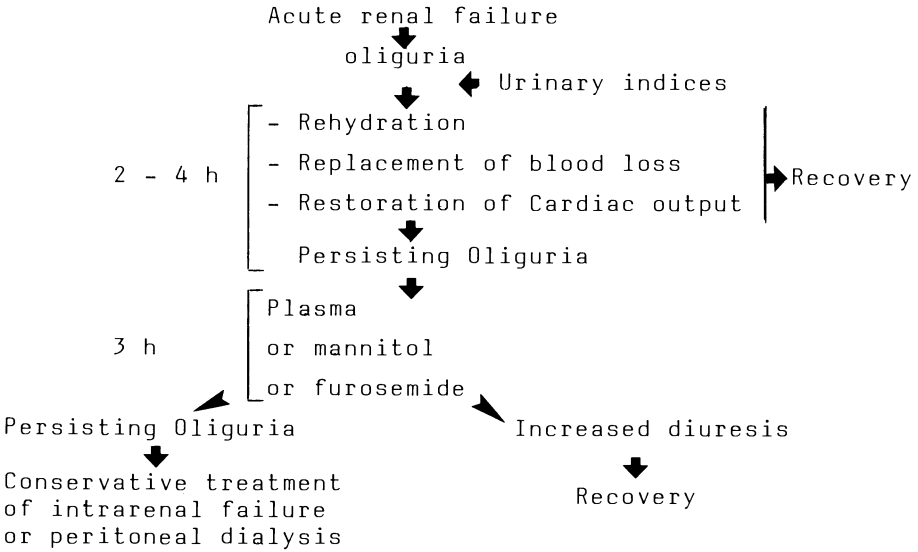 Acute renal failure
oliguria
Urinary indices
- Rehydration
- Replacement of blood loss
- Restoration of Cardiac output
2 - 4 h
Recovery
Persisting Oliguria
Plasma
or mannitol
or furosemide
3 h
Persisting Oliguria
Increased diuresis
Conservative treatment
of intrarenal failure
or peritoneal dialysis
Recovery